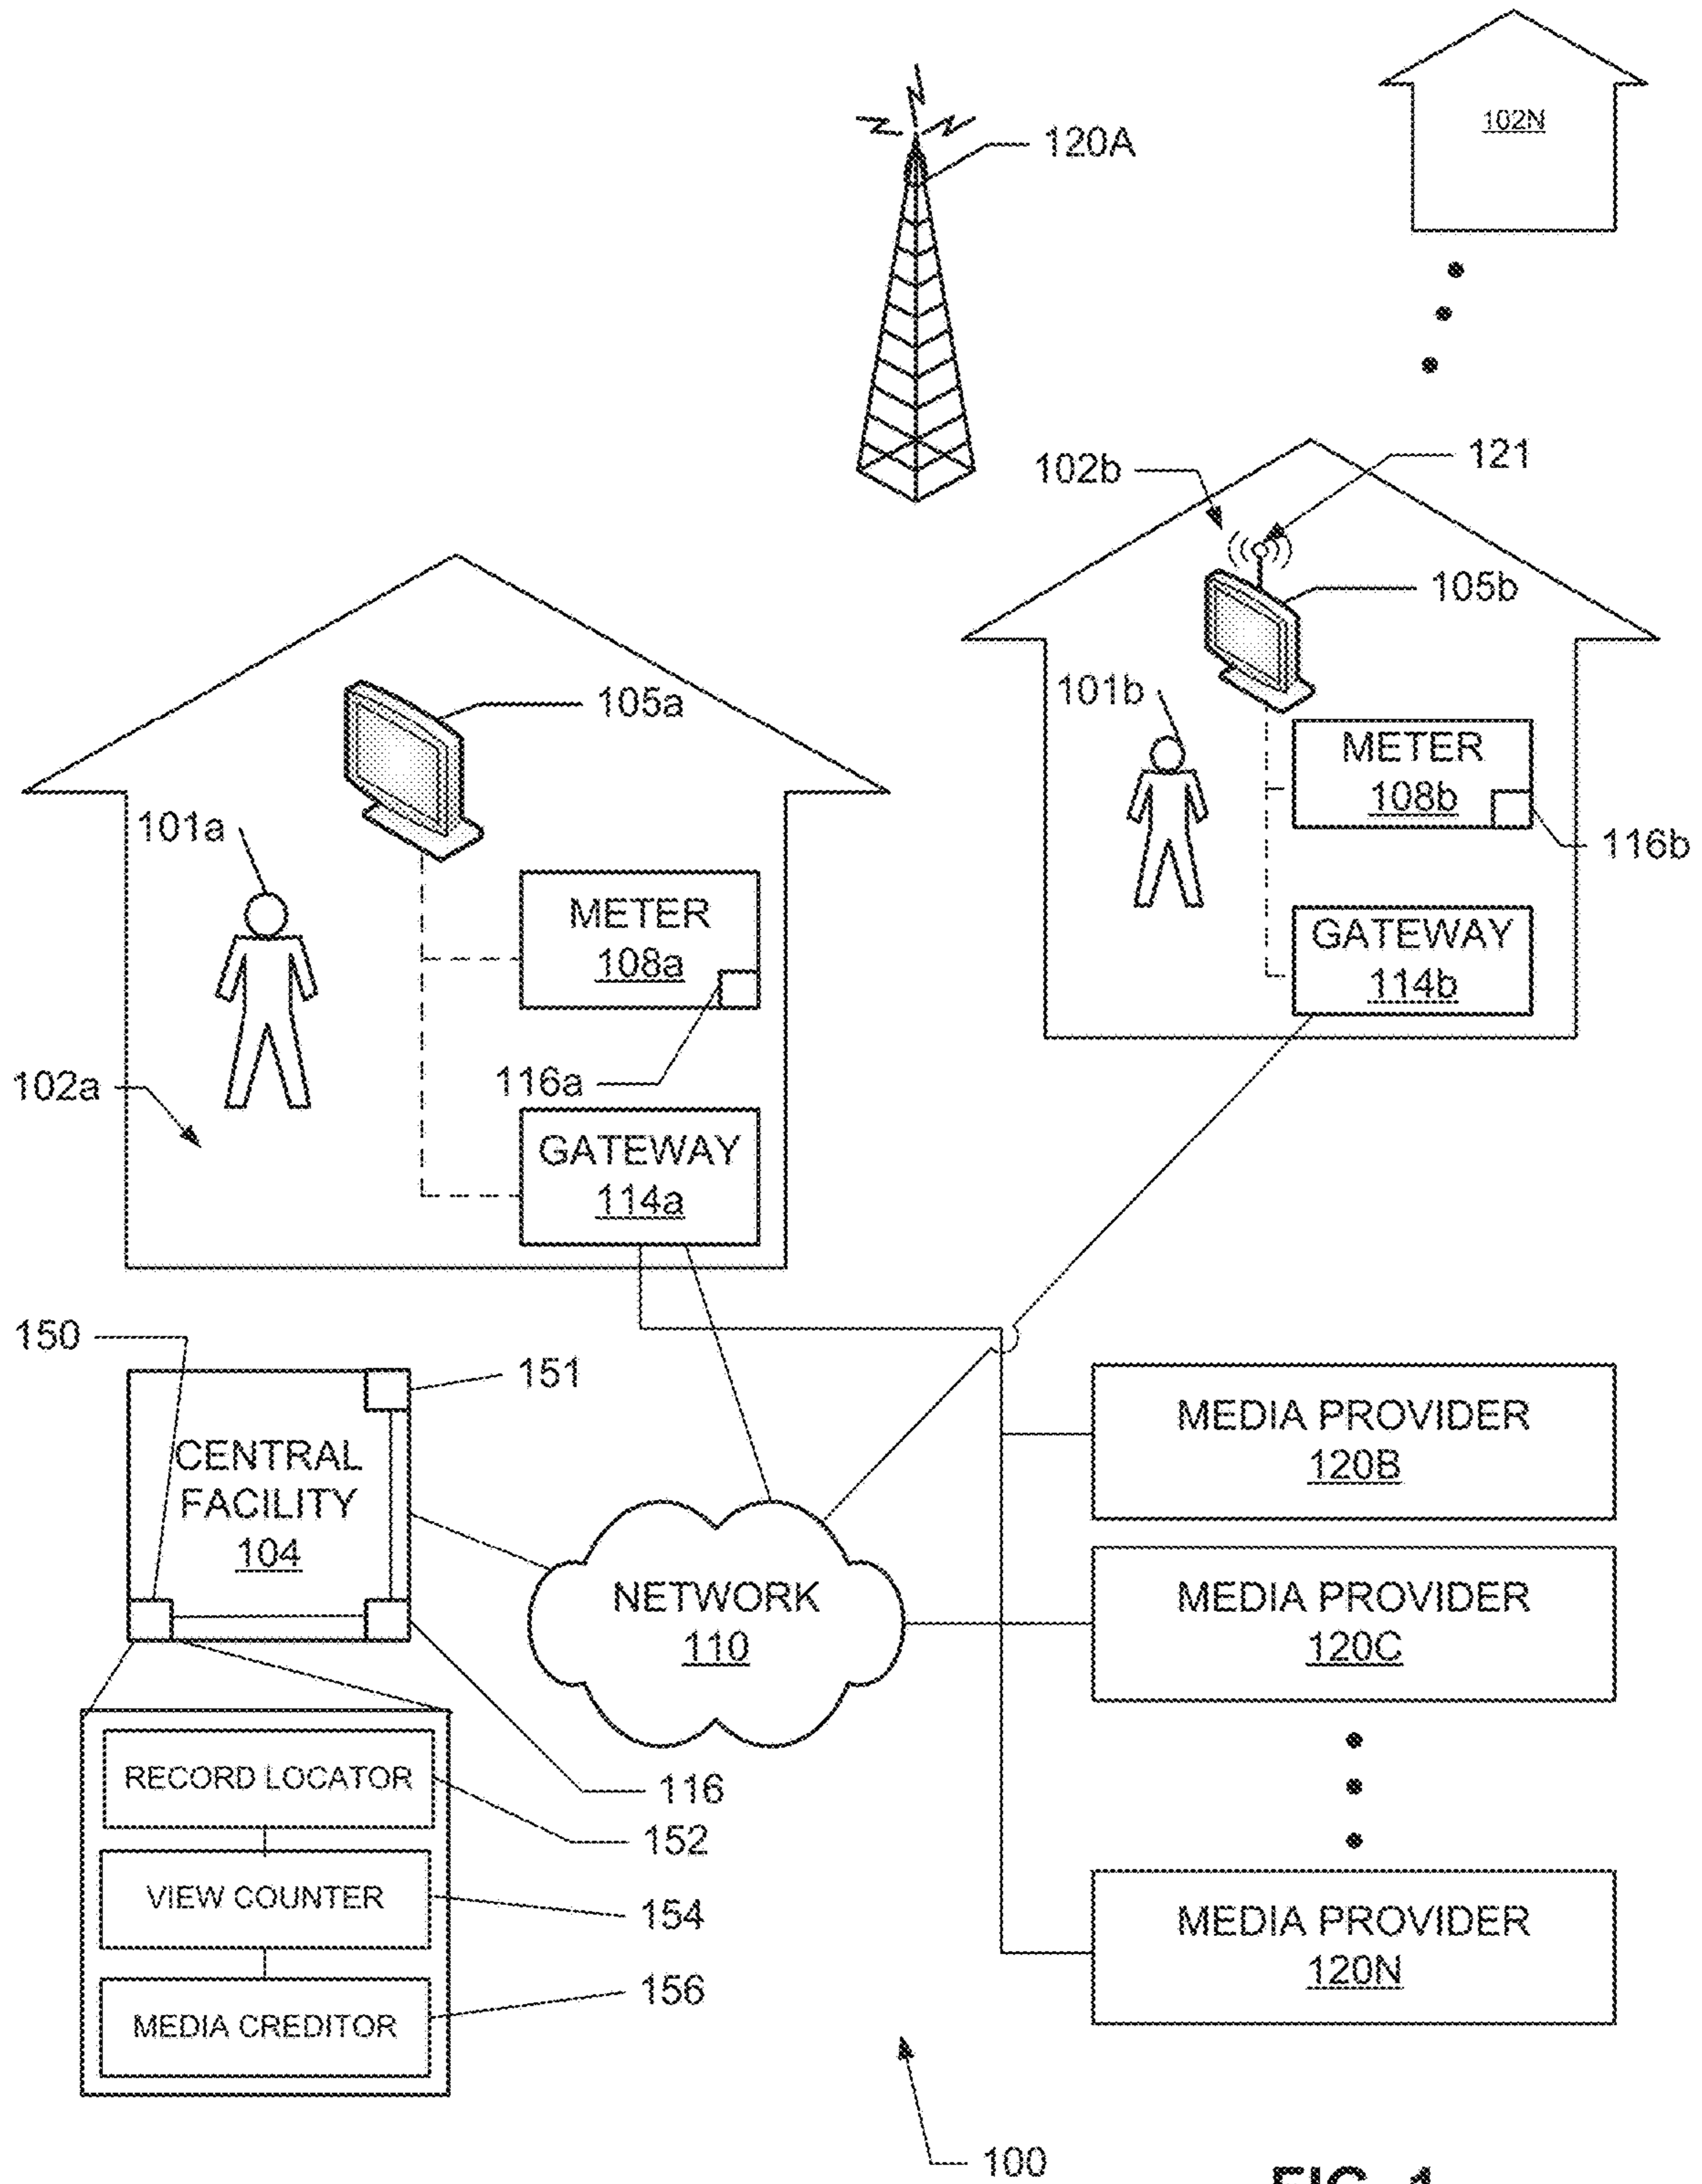 102N
120A
102b
121
105b
105a
101b
METER
108b
101a
116b
METER
108a
GATEWAY
114b
102a
116a
GATEWAY
114a
150
151
MEDIA PROVIDER
120B
CENTRAL
FACILITY
104
NETWORK
110
MEDIA PROVIDER
120C
RECORD LOCATOR
116
152
VIEW COUNTER
154
MEDIA PROVIDER
120N
156
MEDIA CREDITOR
100
FIG. 1